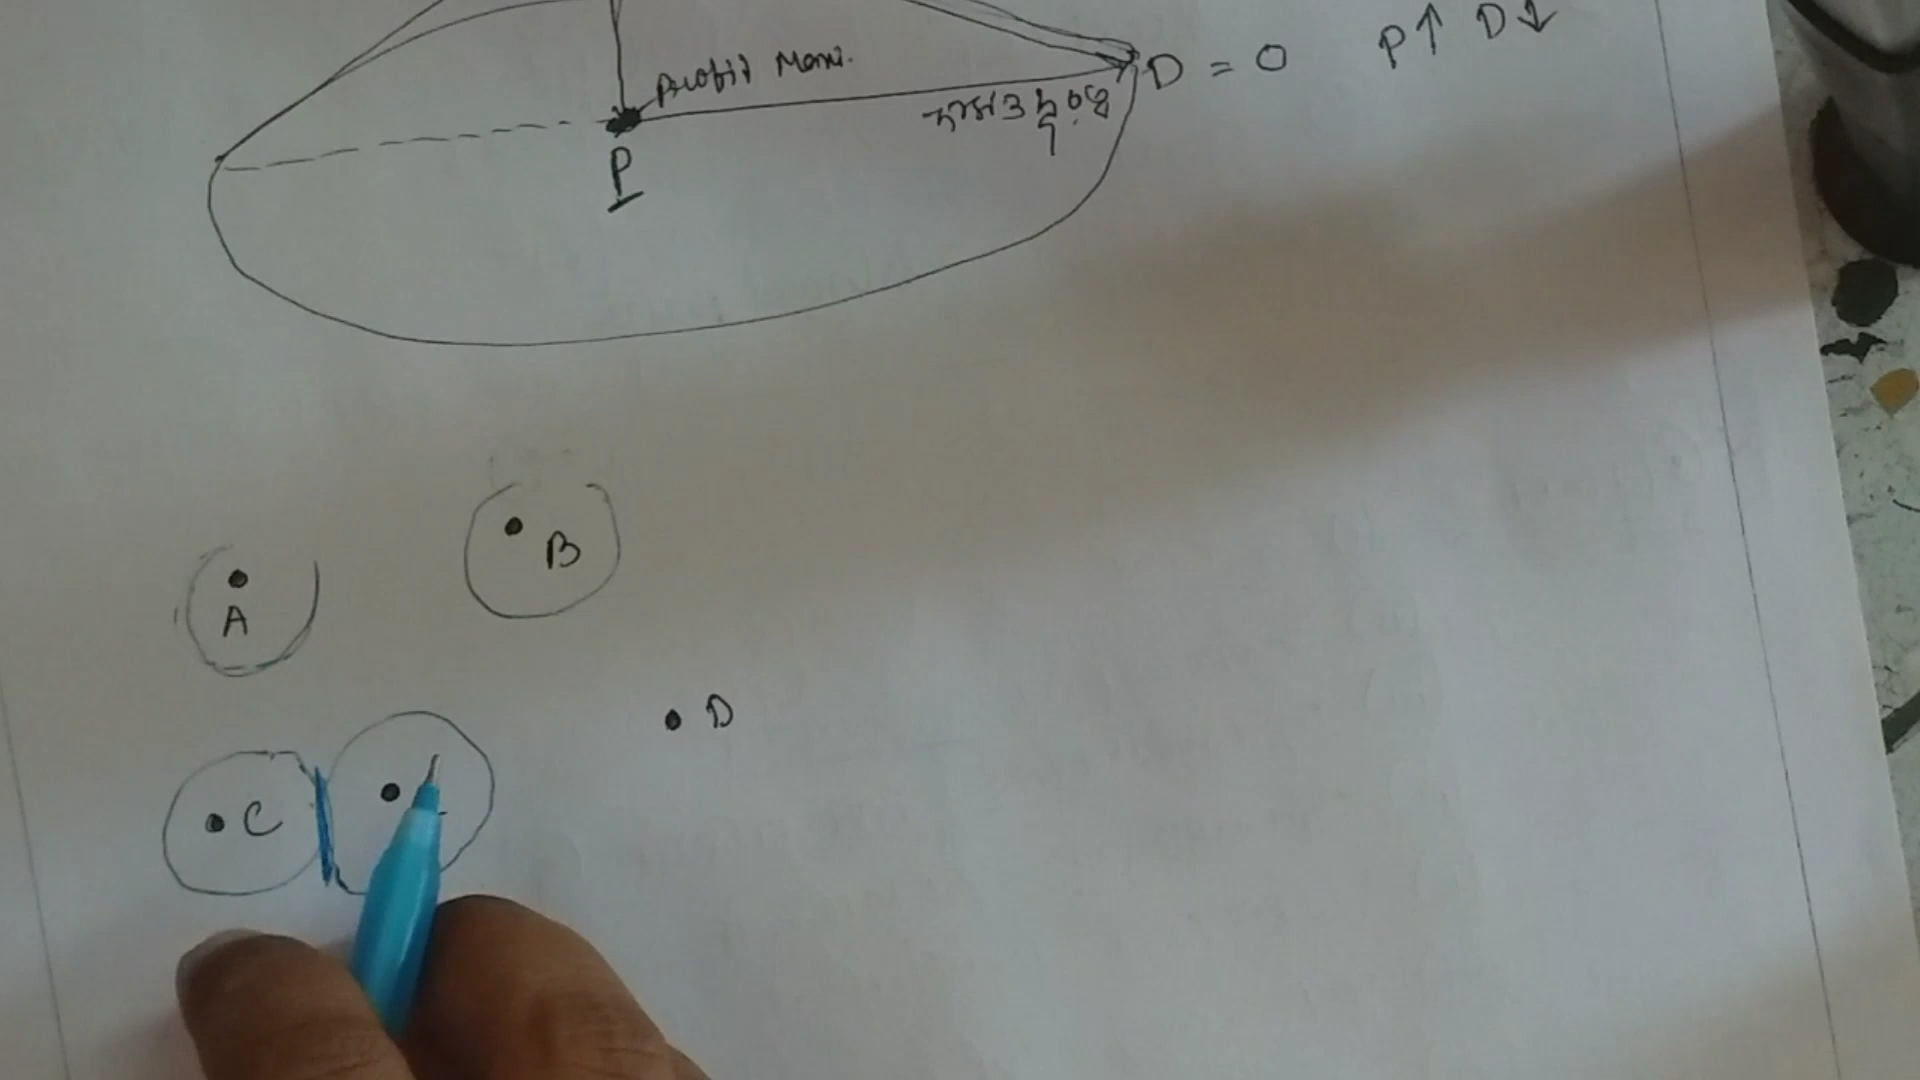 Profit Maxi.
D = 0
P↑ D↓
P
B
A
D
C